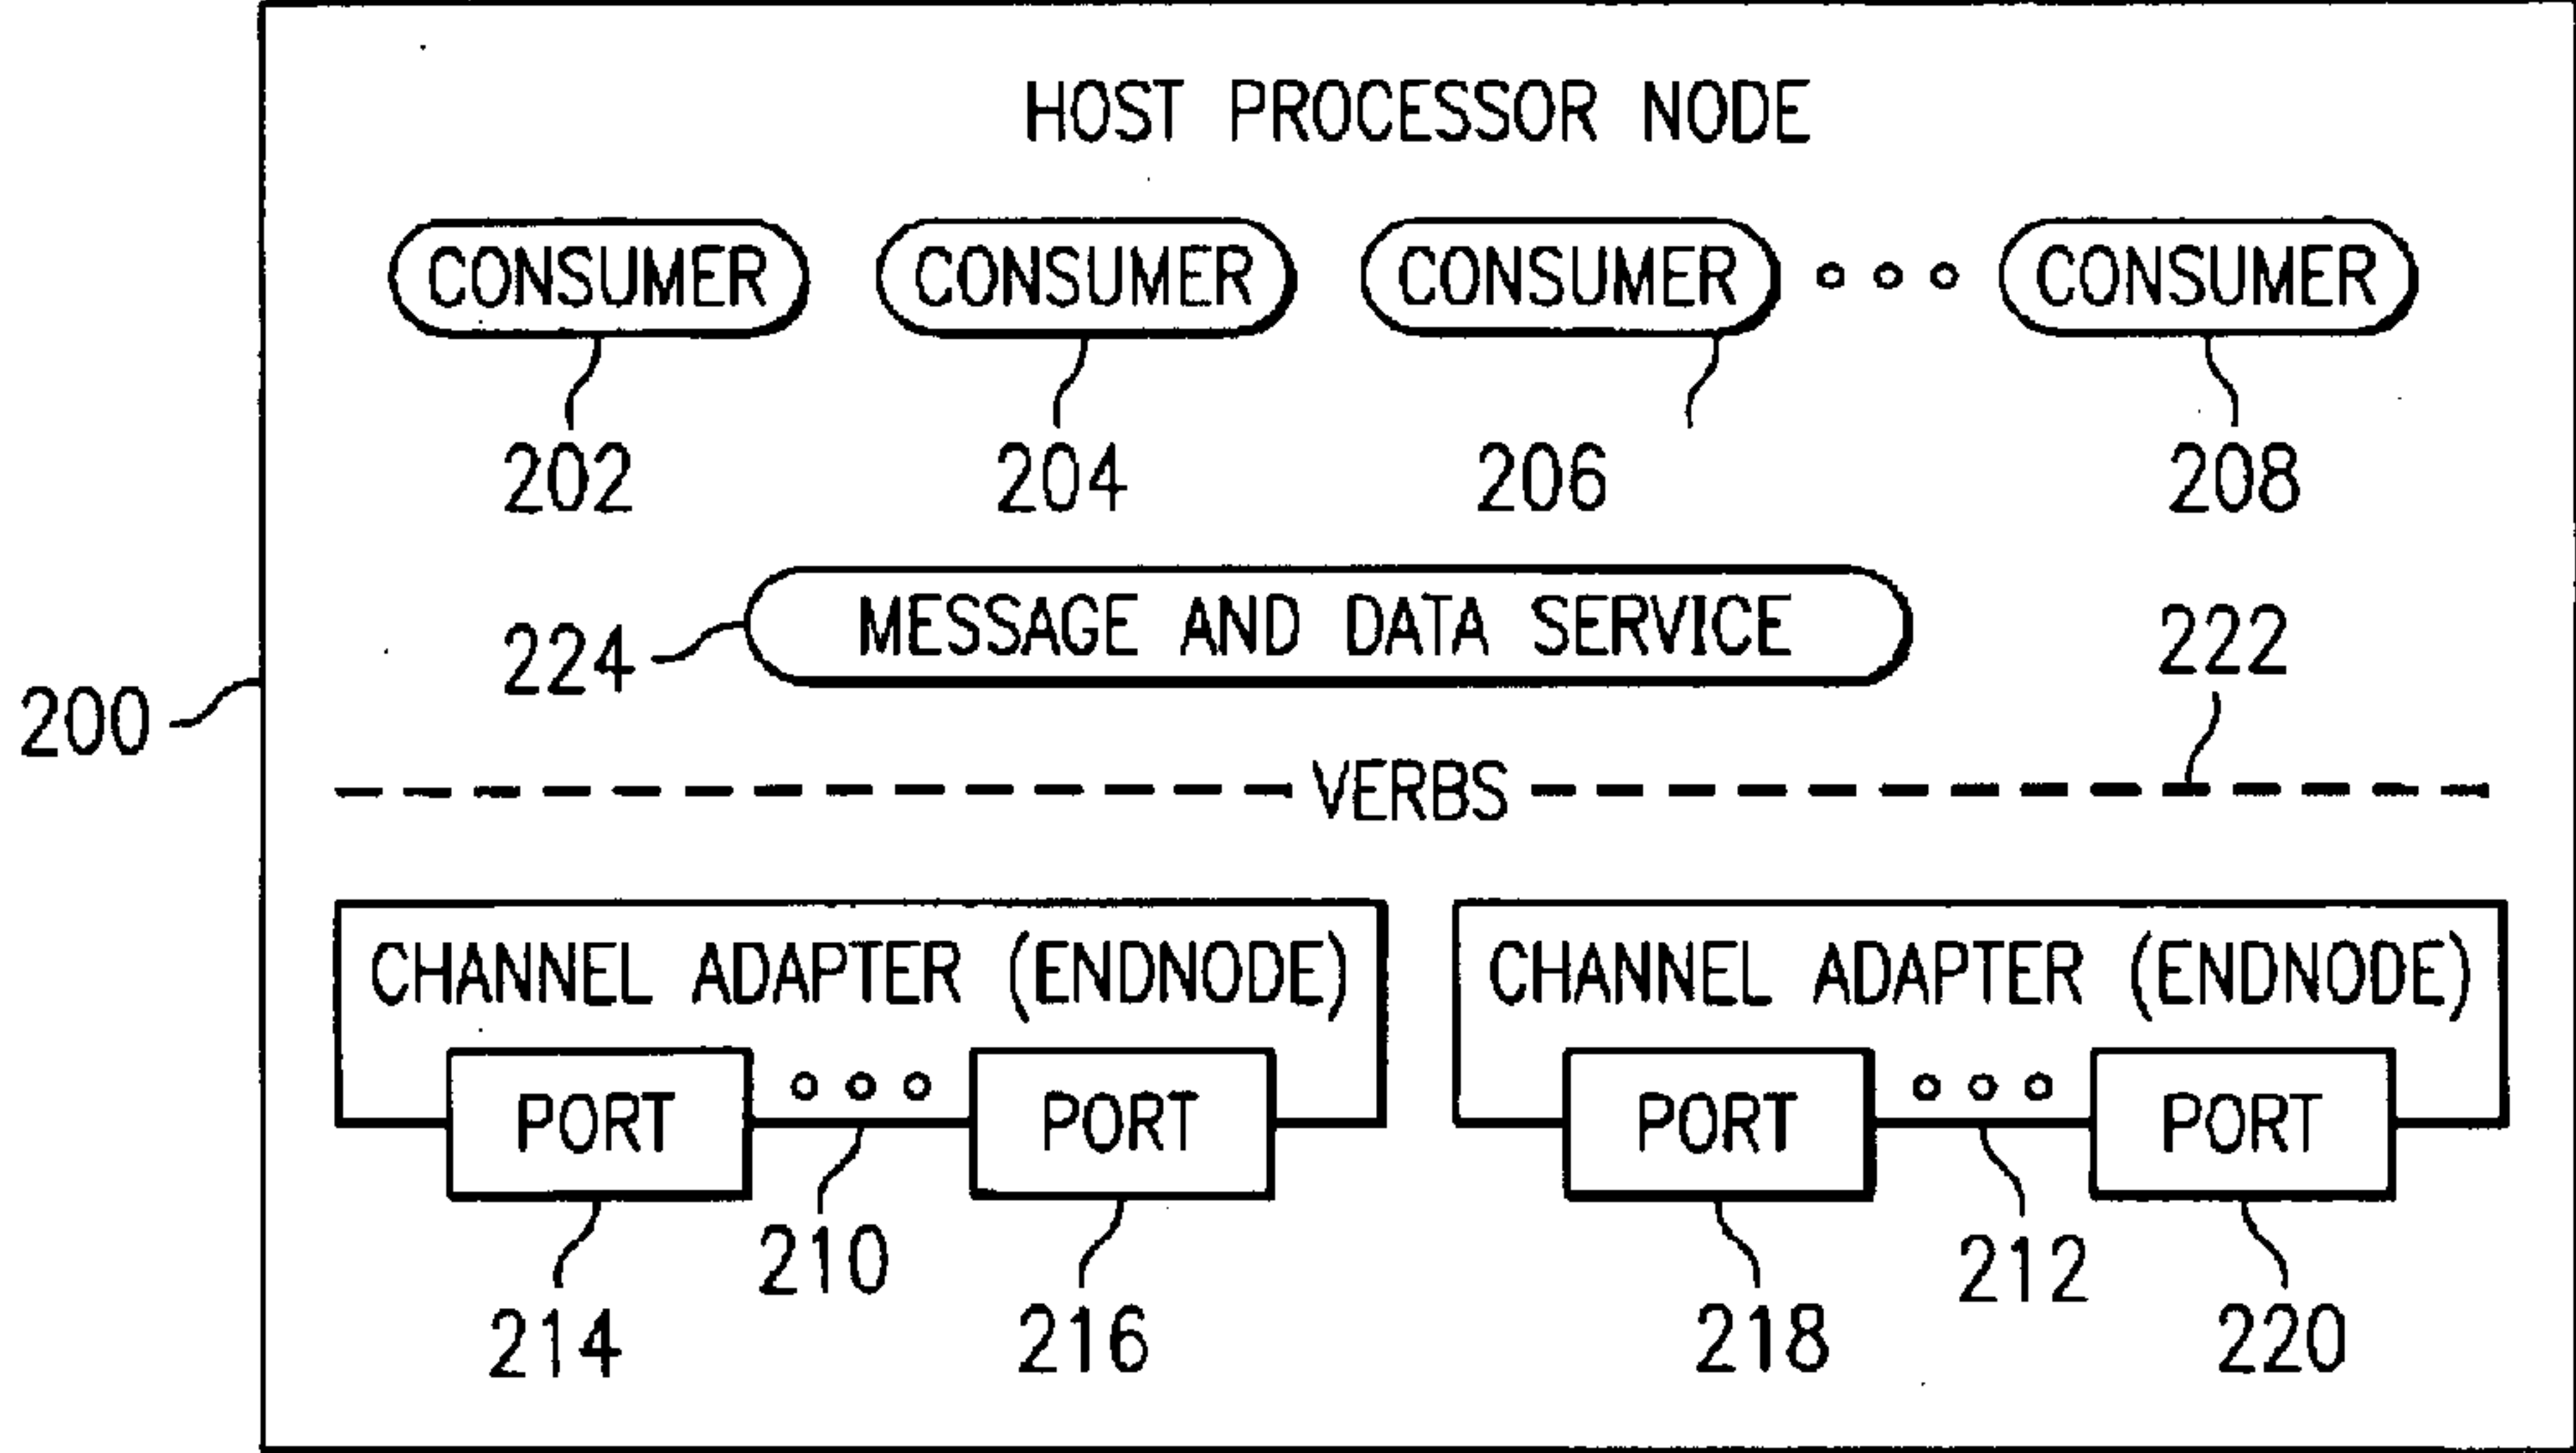 HOST PROCESSOR NODE
CONSUMER CONSUMER CONSUMER CONSUMER
202 204 206 208
MESSAGE AND DATA SERVICE
224
222
200
VERBS
CHANNEL ADAPTER (ENDNODE) CHANNEL ADAPTER (ENDNODE)
PORT PORT PORT PORT
210 212
214 216 218 220